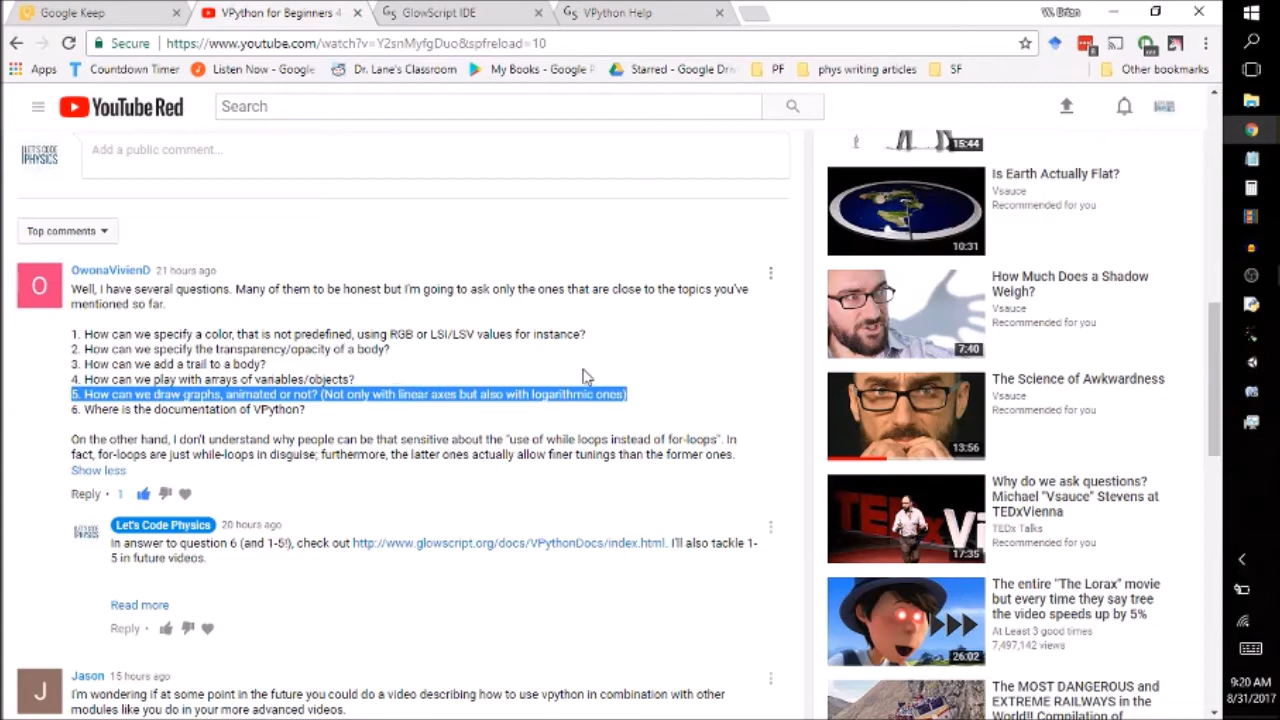 Google Keep
VPython for Beginners 4
GlowScript IDE
VPython Help
W. Brian
Secure
https://www.youtube.com/watch?v=Y2snMyfgDuo&spfreload=10
Apps
Countdown Timer
Listen Now - Google
Dr. Lane's Classroom
My Books - Google P
Starred - Google Dri
PF
phys writing articles
SF
Other bookmarks
YouTube Red
Search
LET'S CODE
PHYSICS
Add a public comment...
Top comments
O
OwonaVivienD 21 hours ago
Well, I have several questions. Many of them to be honest but I'm going to ask only the ones that are close to the topics you've
mentioned so far.
1. How can we specify a color, that is not predefined, using RGB or LSI/LSV values for instance?
2. How can we specify the transparency/opacity of a body?
3. How can we add a trail to a body?
4. How can we play with arrays of variables/objects?
5. How can we draw graphs, animated or not? (Not only with linear axes but also with logarithmic ones)
6. Where is the documentation of VPython?
On the other hand, I don't understand why people can be that sensitive about the "use of while loops instead of for-loops". In
fact, for-loops are just while-loops in disguise; furthermore, the latter ones actually allow finer tunings than the former ones.
Show less
Reply · 1
Let's Code Physics 20 hours ago
In answer to question 6 (and 1-5!), check out http://www.glowscript.org/docs/VPythonDocs/index.html. I'll also tackle 1-
5 in future videos.
Read more
Reply ·
J
Jason 15 hours ago
I'm wondering if at some point in the future you could do a video describing how to use vpython in combination with other
modules like you do in your more advanced videos.
15:44
Is Earth Actually Flat?
Vsauce
Recommended for you
10:31
How Much Does a Shadow
Weigh?
Vsauce
Recommended for you
7:40
The Science of Awkwardness
Vsauce
Recommended for you
13:56
Why do we ask questions?
Michael "Vsauce" Stevens at
TEDxVienna
TEDx Talks
Recommended for you
TEDxVi
17:35
The entire "The Lorax" movie
but every time they say tree
the video speeds up by 5%
At Least 3 good times
7,497,142 views
26:02
The MOST DANGEROUS and
EXTREME RAILWAYS in the
World!! Compilation of
9:20 AM
8/31/2017